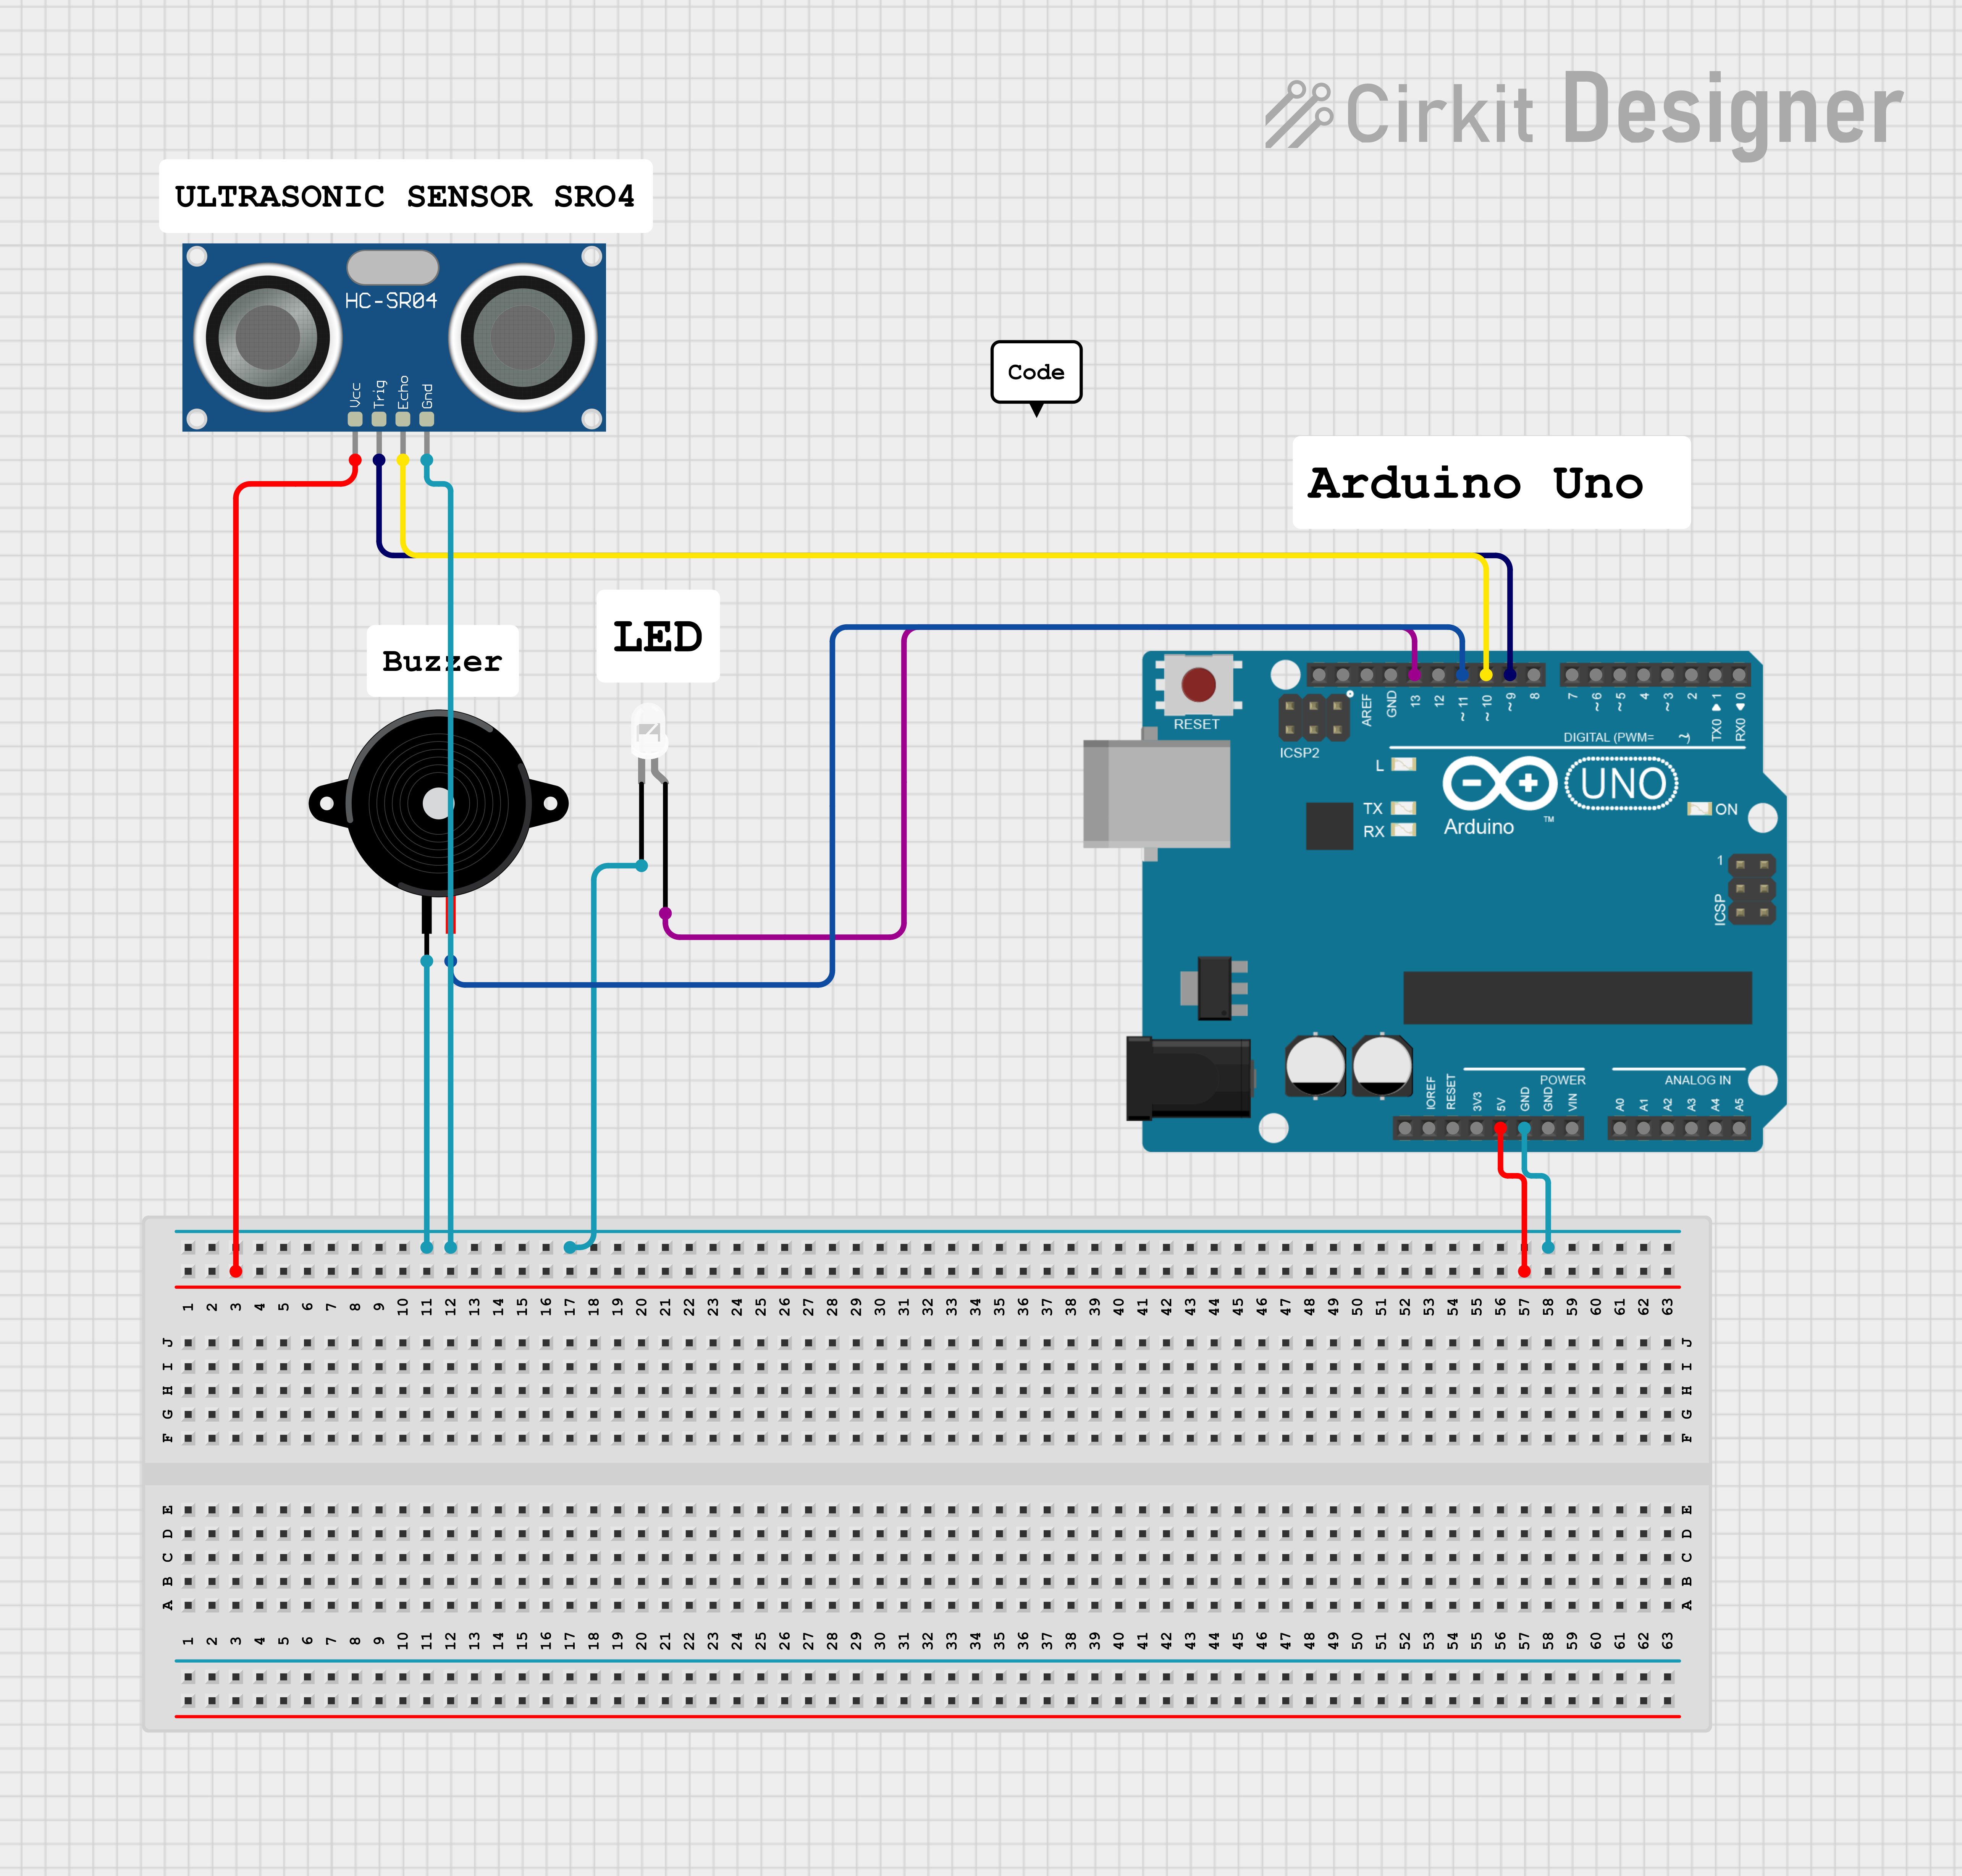 Cirkit Designer
ULTRASONIC SENSOR SRO4
HC-SR04
Vcc Trig Echo Gnd
Code
Arduino Uno
Buzzer
LED
RESET
ICSP2
AREF GND 13 12 ~11 ~10 ~9 8 7 ~6 ~5 4 ~3 2 TX0▶1 RX0◀0
DIGITAL (PWM= ~)
L
TX
RX
UNO
Arduino ™
ON
1
ICSP
IOREF RESET 3V3 5V GND GND VIN A0 A1 A2 A3 A4 A5
POWER
ANALOG IN
1 2 3 4 5 6 7 8 9 10 11 12 13 14 15 16 17 18 19 20 21 22 23 24 25 26 27 28 29 30 31 32 33 34 35 36 37 38 39 40 41 42 43 44 45 46 47 48 49 50 51 52 53 54 55 56 57 58 59 60 61 62 63
J J
I I
H H
G G
F F
E E
D D
C C
B B
A A
1 2 3 4 5 6 7 8 9 10 11 12 13 14 15 16 17 18 19 20 21 22 23 24 25 26 27 28 29 30 31 32 33 34 35 36 37 38 39 40 41 42 43 44 45 46 47 48 49 50 51 52 53 54 55 56 57 58 59 60 61 62 63